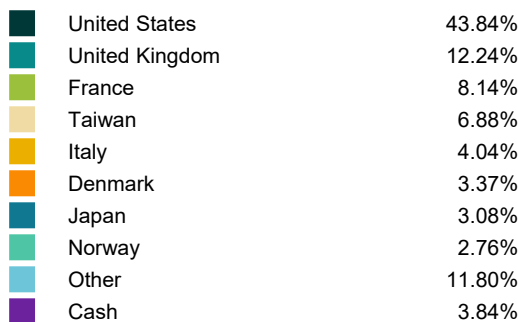 United States 43.84%
United Kingdom 12.24%
France 8.14%
Taiwan 6.88%
Italy 4.04%
Denmark 3.37%
Japan 3.08%
Norway 2.76%
Other 11.80%
Cash 3.84%